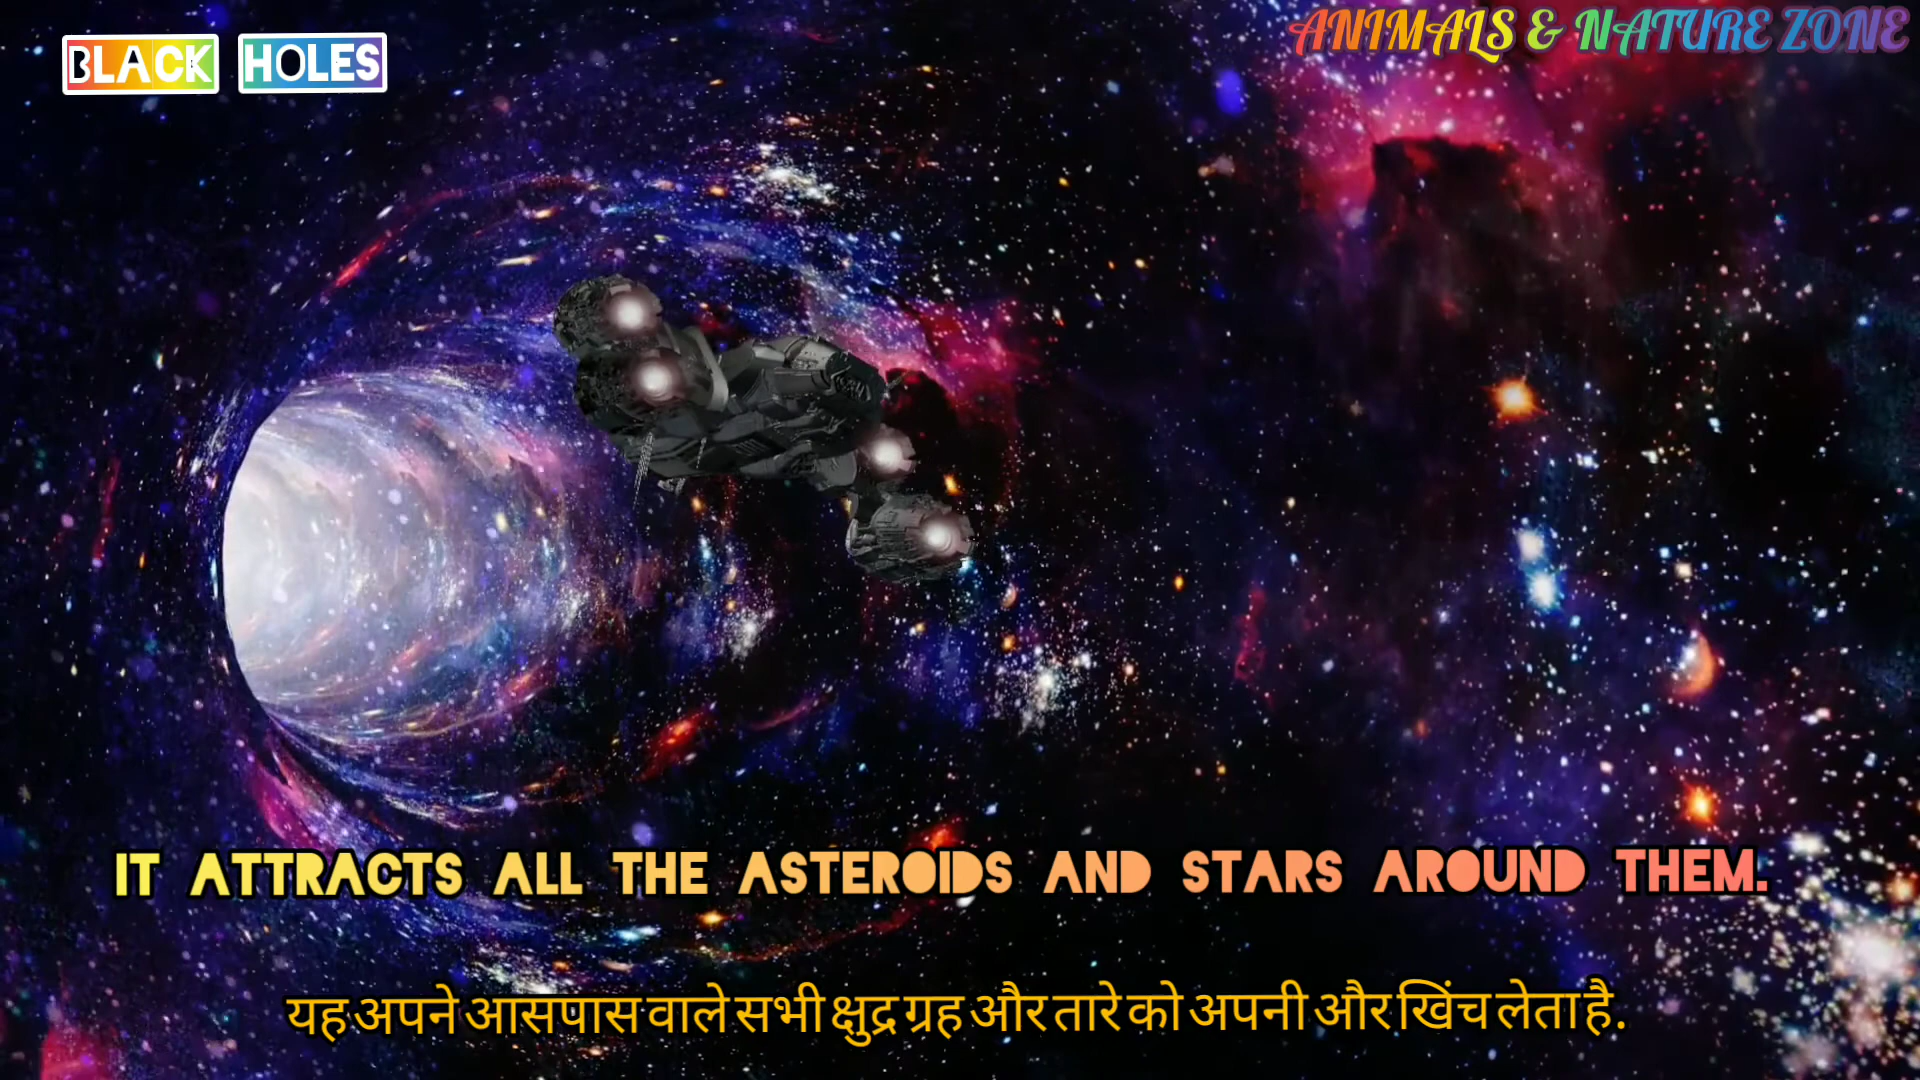 BLACK HOLES
ANIMALS & NATURE ZONE
IT ATTRACTS ALL THE ASTEROIDS AND STARS AROUND THEM.
यह अपने आसपास वाले सभी क्षुद्र ग्रह और तारे को अपनी और खिंच लेता है.